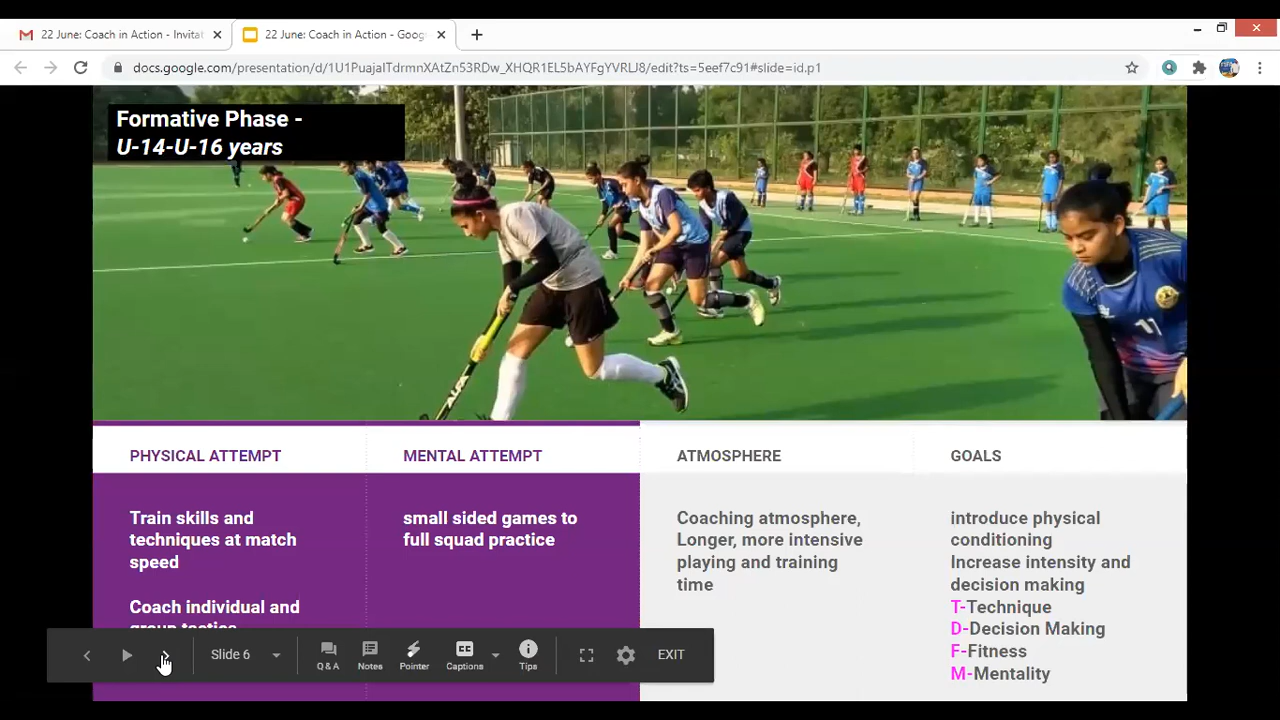 22 June: Coach in Action - Invitat
22 June: Coach in Action - Goog
docs.google.com/presentation/d/1U1PuajaITdrmnXAtZn53RDw_XHQR1EL5bAYFgYVRLJ8/edit?ts=5eef7c91#slide=id.p1
Formative Phase -
U-14-U-16 years
11
PHYSICAL ATTEMPT
MENTAL ATTEMPT
ATMOSPHERE
GOALS
Train skills and
techniques at match
speed
Coach individual and
group tactics
small sided games to
full squad practice
Coaching atmosphere,
Longer, more intensive
playing and training
time
introduce physical
conditioning
Increase intensity and
decision making
T-Technique
D-Decision Making
F-Fitness
M-Mentality
Slide 6
Q & A
Notes
Pointer
Captions
Tips
EXIT